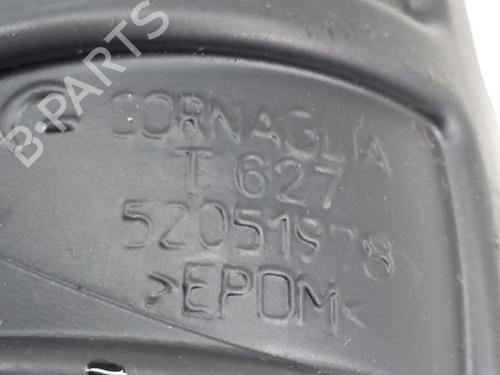 B-PARTS
CORNAGLIA
T 627
52051978
>EPDM<